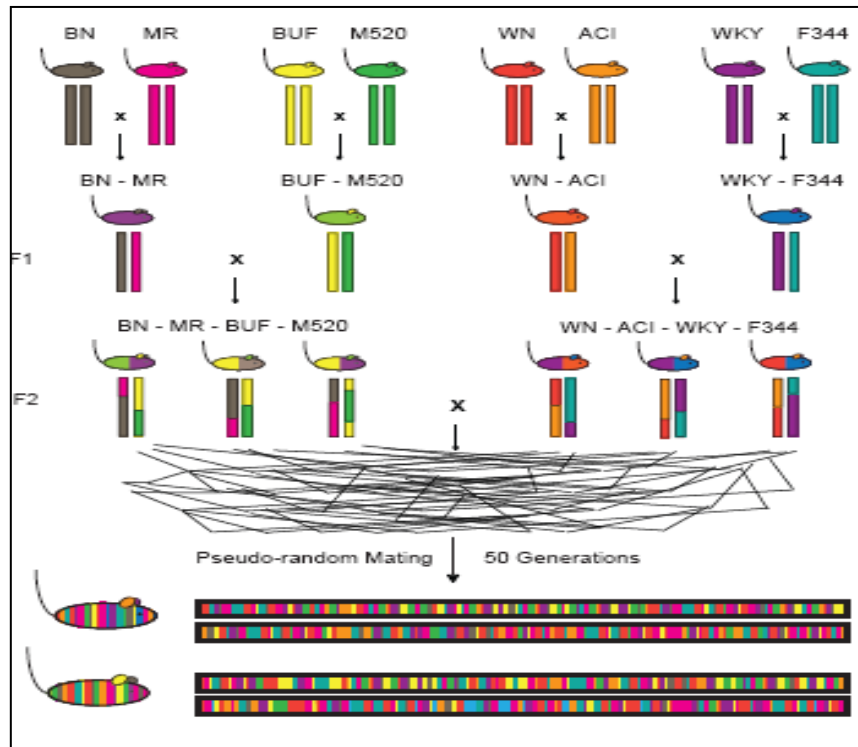 BN MR BUF M520 WN ACI WKY F344
x x x x
BN - MR BUF - M520 WN - ACI WKY - F344
F1 x x
BN - MR - BUF - M520 WN - ACI - WKY - F344
F2 x
Pseudo-random Mating 50 Generations